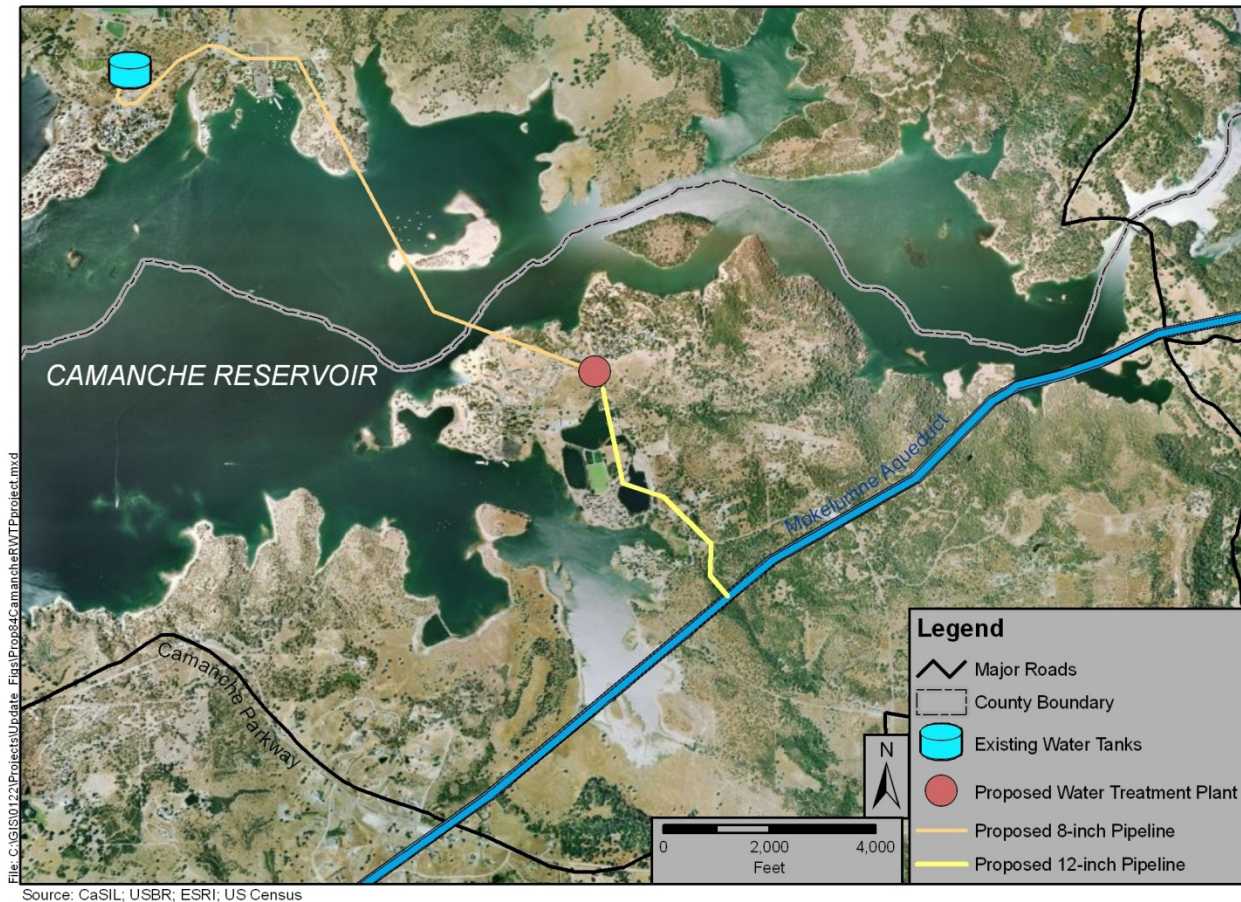 File: C:\GIS\0122\Projects\Update_Figs\Prop84CamancheRWTPproject.mxd
CAMANCHE RESERVOIR
Mokelumne Aqueduct
Camanche Parkway
Legend
Major Roads
County Boundary
Existing Water Tanks
Proposed Water Treatment Plant
Proposed 8-inch Pipeline
Proposed 12-inch Pipeline
N
0 2,000 4,000
Feet
Source: CaSIL; USBR; ESRI; US Census